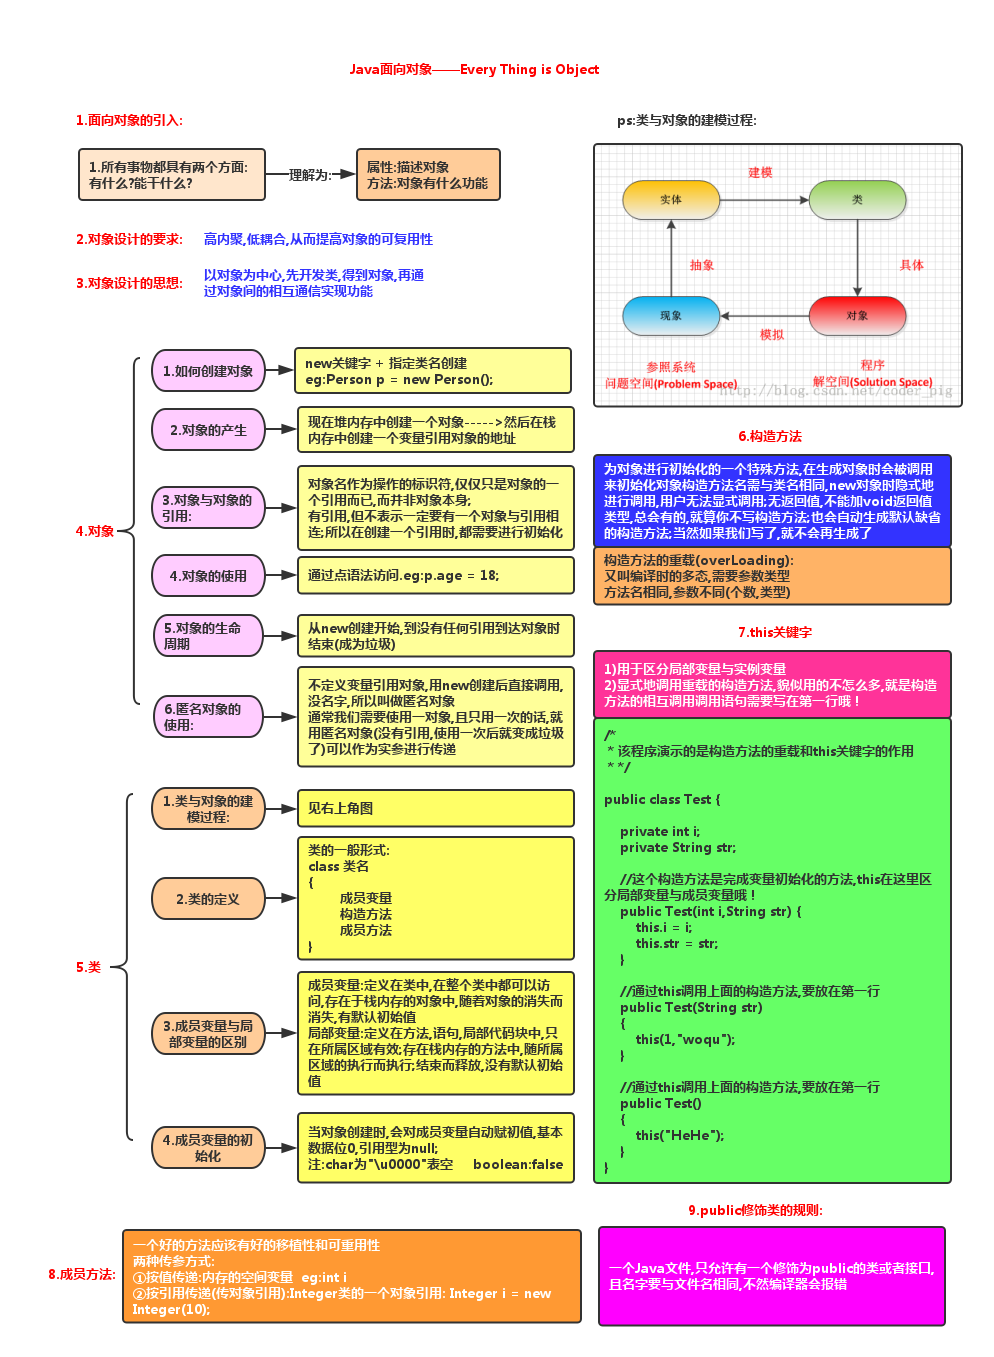 Java面向对象——Every Thing is Object
1.面向对象的引入:
1.所有事物都具有两个方面:
有什么?能干什么?
理解为:
属性:描述对象
方法:对象有什么功能
2.对象设计的要求:
高内聚,低耦合,从而提高对象的可复用性
3.对象设计的思想:
以对象为中心,先开发类,得到对象,再通
过对象间的相互通信实现功能
ps:类与对象的建模过程:
建模
实体
类
抽象
具体
现象
对象
模拟
参照系统
问题空间(Problem Space)
程序
解空间(Solution Space)
http://blog.csdn.net/coder_pig
4.对象
1.如何创建对象
new关键字 + 指定类名创建
eg:Person p = new Person();
2.对象的产生
现在堆内存中创建一个对象----->然后在栈
内存中创建一个变量引用对象的地址
3.对象与对象的
引用:
对象名作为操作的标识符,仅仅只是对象的一
个引用而已,而并非对象本身;
有引用,但不表示一定要有一个对象与引用相
连;所以在创建一个引用时,都需要进行初始化
4.对象的使用
通过点语法访问.eg:p.age = 18;
5.对象的生命
周期
从new创建开始,到没有任何引用到达对象时
结束(成为垃圾)
6.匿名对象的
使用:
不定义变量引用对象,用new创建后直接调用,
没名字,所以叫做匿名对象
通常我们需要使用一对象,且只用一次的话,就
用匿名对象(没有引用,使用一次后就变成垃圾
了)可以作为实参进行传递
5.类
1.类与对象的建
模过程:
见右上角图
2.类的定义
类的一般形式:
class 类名
{
成员变量
构造方法
成员方法
}
3.成员变量与局
部变量的区别
成员变量:定义在类中,在整个类中都可以访
问,存在于栈内存的对象中,随着对象的消失而
消失,有默认初始值
局部变量:定义在方法,语句,局部代码块中,只
在所属区域有效;存在栈内存的方法中,随所属
区域的执行而执行;结束而释放,没有默认初始
值
4.成员变量的初
始化
当对象创建时,会对成员变量自动赋初值,基本
数据位0,引用型为null;
注:char为"\u0000"表空 boolean:false
6.构造方法
为对象进行初始化的一个特殊方法,在生成对象时会被调用
来初始化对象构造方法名需与类名相同,new对象时隐式地
进行调用,用户无法显式调用;无返回值,不能加void返回值
类型,总会有的,就算你不写构造方法;也会自动生成默认缺省
的构造方法;当然如果我们写了,就不会再生成了
构造方法的重载(overLoading):
又叫编译时的多态,需要参数类型
方法名相同,参数不同(个数,类型)
7.this关键字
1)用于区分局部变量与实例变量
2)显式地调用重载的构造方法,貌似用的不怎么多,就是构造
方法的相互调用调用语句需要写在第一行哦！
/*
* 该程序演示的是构造方法的重载和this关键字的作用
* */
public class Test {
private int i;
private String str;
//这个构造方法是完成变量初始化的方法,this在这里区
分局部变量与成员变量哦！
public Test(int i,String str) {
this.i = i;
this.str = str;
}
//通过this调用上面的构造方法,要放在第一行
public Test(String str)
{
this(1,"woqu");
}
//通过this调用上面的构造方法,要放在第一行
public Test()
{
this("HeHe");
}
}
8.成员方法:
一个好的方法应该有好的移植性和可重用性
两种传参方式:
①按值传递:内存的空间变量 eg:int i
②按引用传递(传对象引用):Integer类的一个对象引用: Integer i = new
Integer(10);
9.public修饰类的规则:
一个Java文件,只允许有一个修饰为public的类或者接口,
且名字要与文件名相同,不然编译器会报错